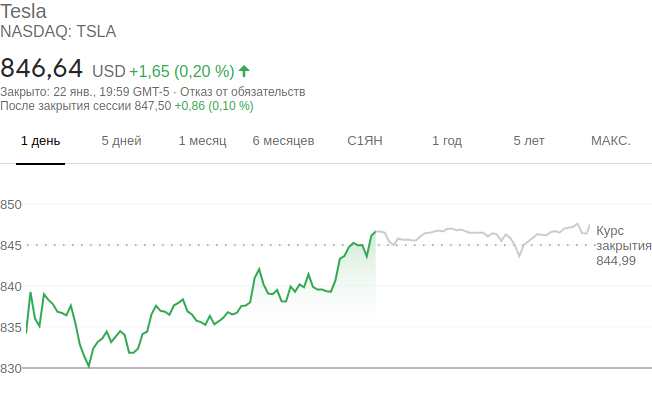 Tesla
NASDAQ: TSLA
846,64 USD +1,65 (0,20 %)
Закрыто: 22 янв., 19:59 GMT-5 · Отказ от обязательств
После закрытия сессии 847,50 +0,86 (0,10 %)
1 день 5 дней 1 месяц 6 месяцев С1ЯН 1 год 5 лет МАКС.
850
845
840
835
830
Курс
закрытия
844,99